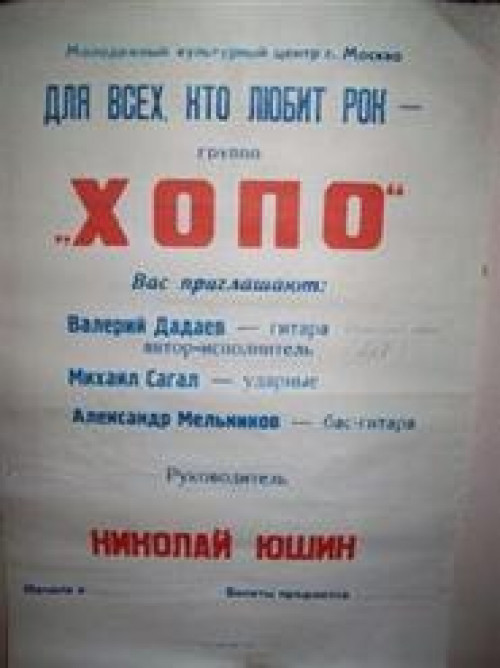 Молодежный культурный центр г. Москва
ДЛЯ ВСЕХ, КТО ЛЮБИТ РОК —
группа
„ХОПО“
Вас приглашают:
Валерий Дадаев — гитара
автор-исполнитель
Михаил Сагал — ударные
Александр Мельников — бас-гитара
Руководитель
НИКОЛАЙ ЮШИН
Начало в
Билеты продаются